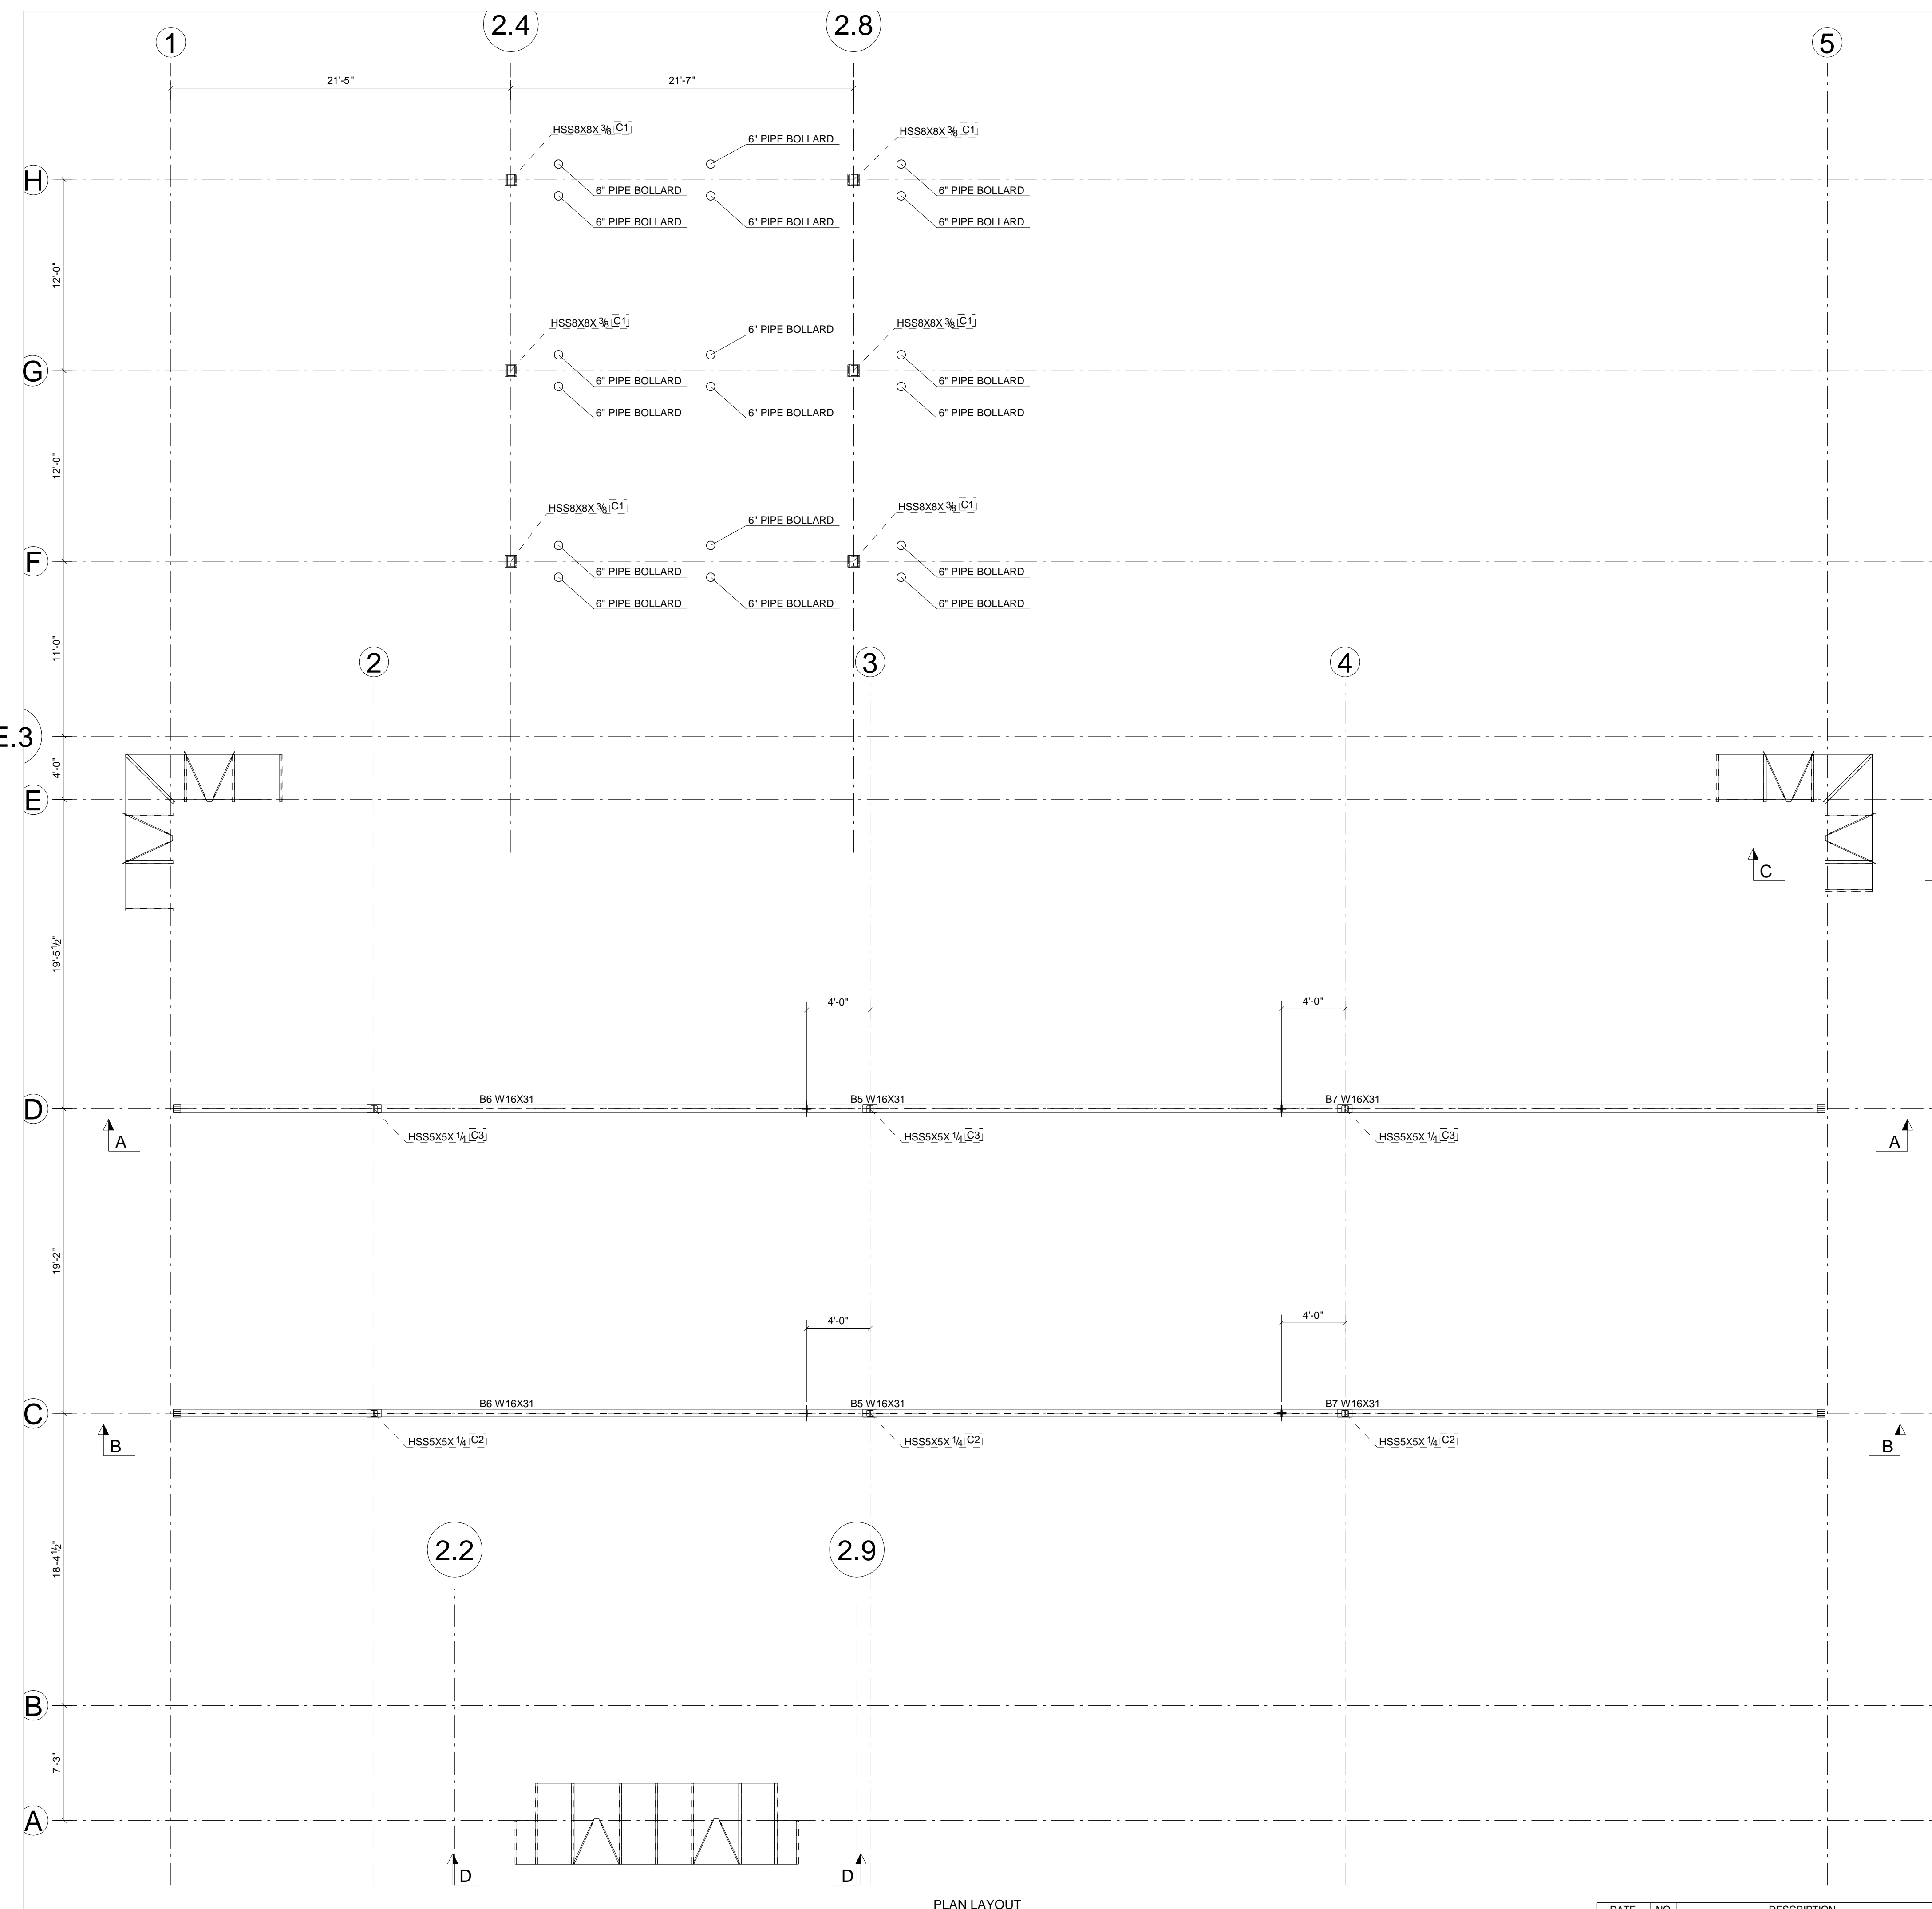 1
2.4
2.8
5
21'-5"
21'-7"
HSS8X8X 3/8 C1
6" PIPE BOLLARD
HSS8X8X 3/8 C1
H
6" PIPE BOLLARD
6" PIPE BOLLARD
6" PIPE BOLLARD
6" PIPE BOLLARD
6" PIPE BOLLARD
12'-0"
HSS8X8X 3/8 C1
6" PIPE BOLLARD
HSS8X8X 3/8 C1
G
6" PIPE BOLLARD
6" PIPE BOLLARD
6" PIPE BOLLARD
6" PIPE BOLLARD
6" PIPE BOLLARD
12'-0"
HSS8X8X 3/8 C1
6" PIPE BOLLARD
HSS8X8X 3/8 C1
F
6" PIPE BOLLARD
6" PIPE BOLLARD
6" PIPE BOLLARD
6" PIPE BOLLARD
6" PIPE BOLLARD
11'-0"
2
3
4
E.3
4'-0"
E
C
19'-5 1/2"
4'-0"
4'-0"
B6 W16X31
B5 W16X31
B7 W16X31
D
HSS5X5X 1/4 C3
HSS5X5X 1/4 C3
HSS5X5X 1/4 C3
A
A
19'-2"
4'-0"
4'-0"
B6 W16X31
B5 W16X31
B7 W16X31
C
HSS5X5X 1/4 C2
HSS5X5X 1/4 C2
HSS5X5X 1/4 C2
B
B
18'-4 1/2"
2.2
2.9
B
7'-3"
A
D
D
PLAN LAYOUT
DATE NO DESCRIPTION